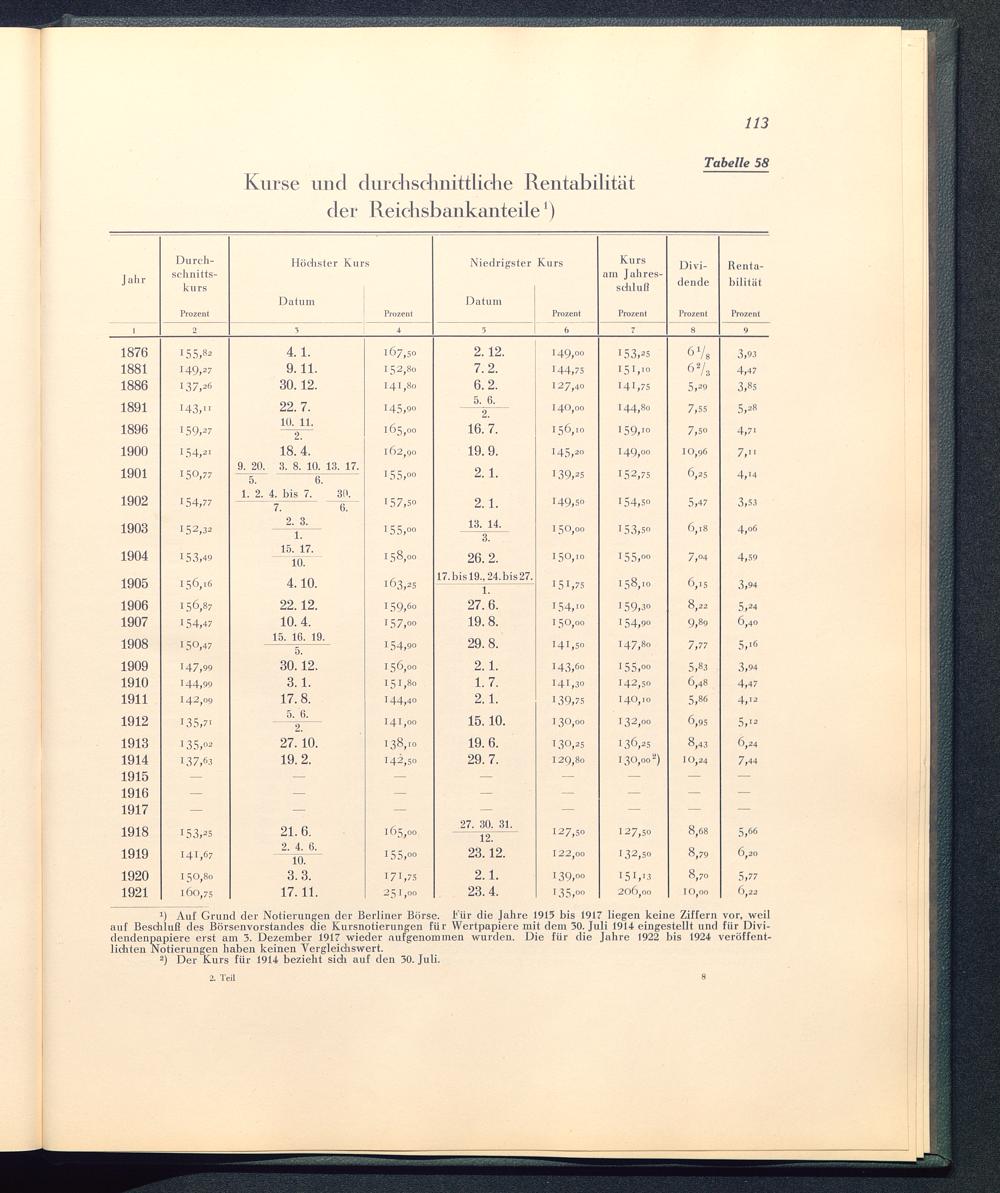 113
Tabelle 58
Kurse und durchschnittliche Rentabilität
der Reichsbankanteile ¹)
Jahr | Durch-schnitts-kurs | Höchster Kurs | Niedrigster Kurs | Kurs am Jahres-schluß | Divi-dende | Renta-bilität
Datum | Datum
Prozent | Prozent | Prozent | Prozent | Prozent | Prozent
1 | 2 | 3 | 4 | 5 | 6 | 7 | 8 | 9
1876 | 155,82 | 4. 1. | 167,50 | 2. 12. | 149,00 | 153,25 | 6 1/8 | 3,93
1881 | 149,27 | 9. 11. | 152,80 | 7. 2. | 144,75 | 151,10 | 6 2/3 | 4,47
1886 | 137,26 | 30. 12. | 141,80 | 6. 2. | 127,40 | 141,75 | 5,29 | 3,85
1891 | 143,11 | 22. 7. | 145,90 | 5. 6. / 2. | 140,00 | 144,80 | 7,55 | 5,28
1896 | 159,27 | 10. 11. / 2. | 165,00 | 16. 7. | 156,10 | 159,10 | 7,50 | 4,71
1900 | 154,21 | 18. 4. | 162,90 | 19. 9. | 145,20 | 149,00 | 10,96 | 7,11
1901 | 150,77 | 9. 20. / 5. 3. 8. 10. 13. 17. / 6. | 155,00 | 2. 1. | 139,25 | 152,75 | 6,25 | 4,14
1902 | 154,77 | 1. 2. 4. bis 7. / 7. 30. / 6. | 157,50 | 2. 1. | 149,50 | 154,50 | 5,47 | 3,53
1903 | 152,32 | 2. 3. / 1. | 155,00 | 13. 14. / 3. | 150,00 | 153,50 | 6,18 | 4,06
1904 | 153,49 | 15. 17. / 10. | 158,00 | 26. 2. | 150,10 | 155,00 | 7,04 | 4,59
1905 | 156,16 | 4. 10. | 163,25 | 17. bis 19., 24. bis 27. / 1. | 151,75 | 158,10 | 6,15 | 3,94
1906 | 156,87 | 22. 12. | 159,60 | 27. 6. | 154,10 | 159,30 | 8,22 | 5,24
1907 | 154,47 | 10. 4. | 157,00 | 19. 8. | 150,00 | 154,90 | 9,89 | 6,40
1908 | 150,47 | 15. 16. 19. / 5. | 154,90 | 29. 8. | 141,50 | 147,80 | 7,77 | 5,16
1909 | 147,99 | 30. 12. | 156,00 | 2. 1. | 143,60 | 155,00 | 5,83 | 3,94
1910 | 144,99 | 3. 1. | 151,80 | 1. 7. | 141,30 | 142,50 | 6,48 | 4,47
1911 | 142,09 | 17. 8. | 144,40 | 2. 1. | 139,75 | 140,10 | 5,86 | 4,12
1912 | 135,71 | 5. 6. / 2. | 141,00 | 15. 10. | 130,00 | 132,00 | 6,95 | 5,12
1913 | 135,02 | 27. 10. | 138,10 | 19. 6. | 130,25 | 136,25 | 8,43 | 6,24
1914 | 137,63 | 19. 2. | 142,50 | 29. 7. | 129,80 | 130,00 ²) | 10,24 | 7,44
1915 | — | — | — | — | — | — | — | —
1916 | — | — | — | — | — | — | — | —
1917 | — | — | — | — | — | — | — | —
1918 | 153,25 | 21. 6. | 165,00 | 27. 30. 31. / 12. | 127,50 | 127,50 | 8,68 | 5,66
1919 | 141,67 | 2. 4. 6. / 10. | 155,00 | 23. 12. | 122,00 | 132,50 | 8,79 | 6,20
1920 | 150,80 | 3. 3. | 171,75 | 2. 1. | 139,00 | 151,13 | 8,70 | 5,77
1921 | 160,75 | 17. 11. | 251,00 | 23. 4. | 135,00 | 206,00 | 10,00 | 6,22
¹) Auf Grund der Notierungen der Berliner Börse. Für die Jahre 1915 bis 1917 liegen keine Ziffern vor, weil
auf Beschluß des Börsenvorstandes die Kursnotierungen für Wertpapiere mit dem 30. Juli 1914 eingestellt und für Divi-
dendenpapiere erst am 3. Dezember 1917 wieder aufgenommen wurden. Die für die Jahre 1922 bis 1924 veröffent-
lichten Notierungen haben keinen Vergleichswert.
²) Der Kurs für 1914 bezieht sich auf den 30. Juli.
2. Teil | 8